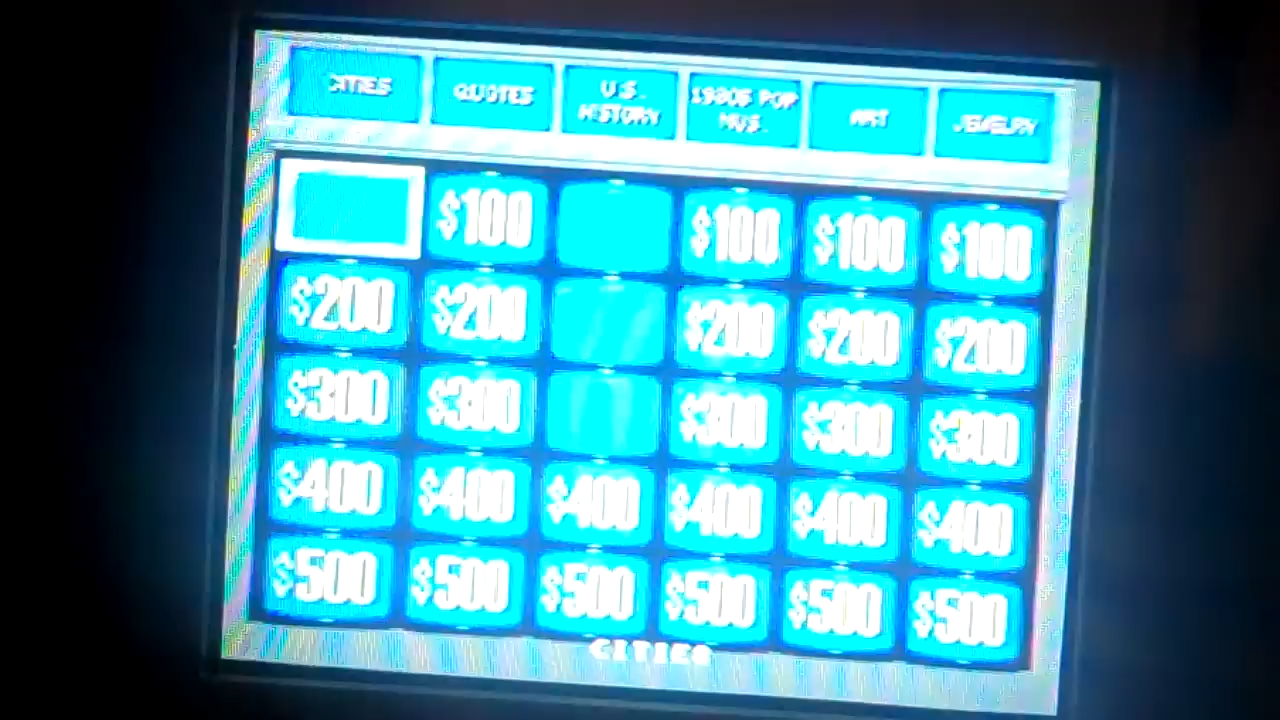 CITIES
QUOTES
U.S.
HISTORY
1980S POP
MUS.
ART
JEWELRY
$100 $100 $100 $100
$200 $200 $200 $200 $200
$300 $300 $300 $300 $300
$400 $400 $400 $400 $400 $400
$500 $500 $500 $500 $500 $500
CITIES